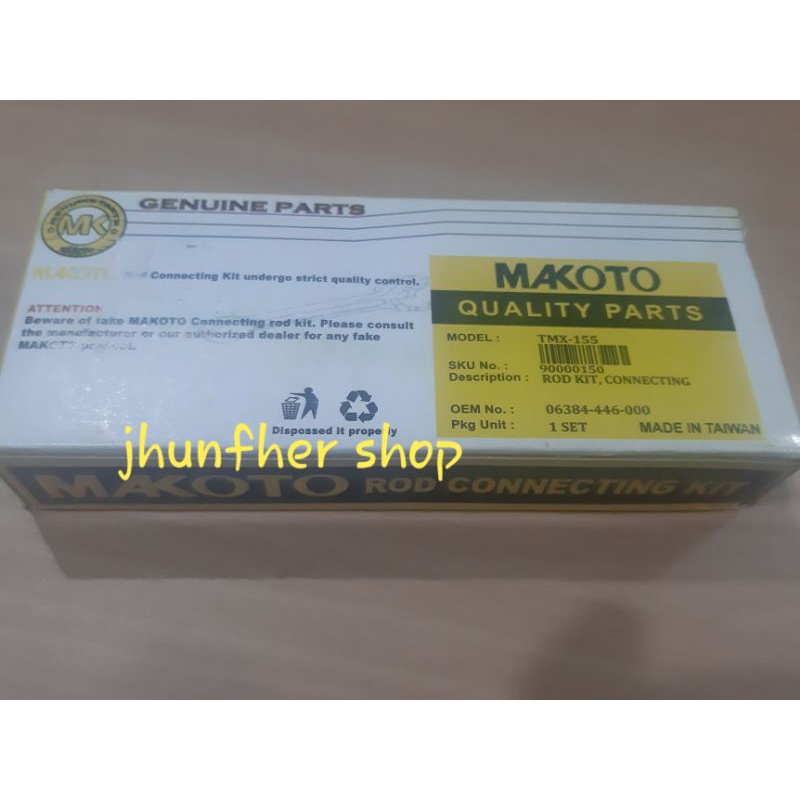 GENUINE PARTS
MK
MAKOTO Rod Connecting Kit undergo strict quality control.
ATTENTION
Beware of fake MAKOTO Connecting rod kit. Please consult
the manufacturer or our authorized dealer for any fake
MAKOTO product.
Dispossed it properly
MAKOTO
QUALITY PARTS
MODEL : TMX-155
SKU No. : 90000150
Description : ROD KIT, CONNECTING
OEM No. : 06384-446-000
Pkg Unit : 1 SET MADE IN TAIWAN
jhunfher shop
MAKOTO ROD CONNECTING KIT